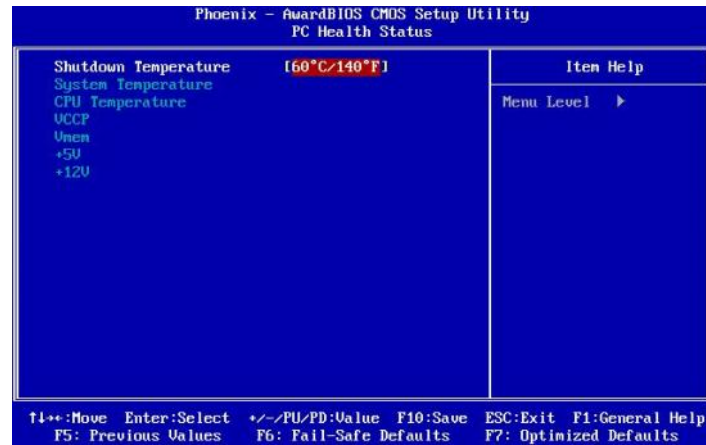 Phoenix - AwardBIOS CMOS Setup Utility
PC Health Status
Shutdown Temperature [60°C/140°F]
System Temperature
CPU Temperature
VCCP
Vmem
+5V
+12V
Item Help
Menu Level ▶
↑↓→←:Move Enter:Select +/-/PU/PD:Value F10:Save ESC:Exit F1:General Help
F5: Previous Values F6: Fail-Safe Defaults F7: Optimized Defaults